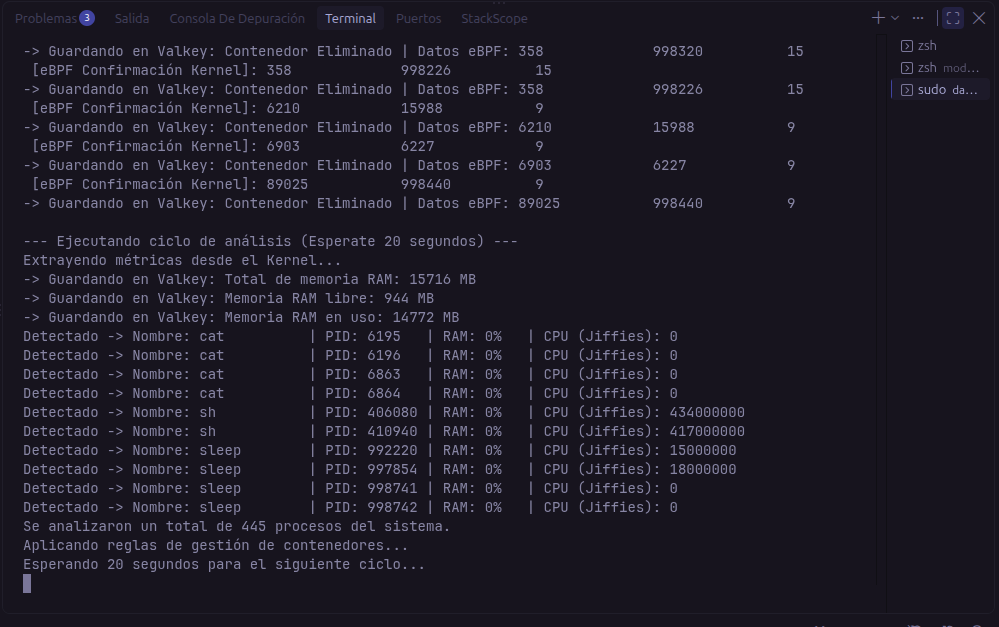 Problemas 3 Salida Consola De Depuración Terminal Puertos StackScope
-> Guardando en Valkey: Contenedor Eliminado | Datos eBPF: 358 998320 15
[eBPF Confirmación Kernel]: 358 998226 15
-> Guardando en Valkey: Contenedor Eliminado | Datos eBPF: 358 998226 15
[eBPF Confirmación Kernel]: 6210 15988 9
-> Guardando en Valkey: Contenedor Eliminado | Datos eBPF: 6210 15988 9
[eBPF Confirmación Kernel]: 6903 6227 9
-> Guardando en Valkey: Contenedor Eliminado | Datos eBPF: 6903 6227 9
[eBPF Confirmación Kernel]: 89025 998440 9
-> Guardando en Valkey: Contenedor Eliminado | Datos eBPF: 89025 998440 9
--- Ejecutando ciclo de análisis (Esperate 20 segundos) ---
Extrayendo métricas desde el Kernel...
-> Guardando en Valkey: Total de memoria RAM: 15716 MB
-> Guardando en Valkey: Memoria RAM libre: 944 MB
-> Guardando en Valkey: Memoria RAM en uso: 14772 MB
Detectado -> Nombre: cat | PID: 6195 | RAM: 0% | CPU (Jiffies): 0
Detectado -> Nombre: cat | PID: 6196 | RAM: 0% | CPU (Jiffies): 0
Detectado -> Nombre: cat | PID: 6863 | RAM: 0% | CPU (Jiffies): 0
Detectado -> Nombre: cat | PID: 6864 | RAM: 0% | CPU (Jiffies): 0
Detectado -> Nombre: sh | PID: 406080 | RAM: 0% | CPU (Jiffies): 434000000
Detectado -> Nombre: sh | PID: 410940 | RAM: 0% | CPU (Jiffies): 417000000
Detectado -> Nombre: sleep | PID: 992220 | RAM: 0% | CPU (Jiffies): 15000000
Detectado -> Nombre: sleep | PID: 997854 | RAM: 0% | CPU (Jiffies): 18000000
Detectado -> Nombre: sleep | PID: 998741 | RAM: 0% | CPU (Jiffies): 0
Detectado -> Nombre: sleep | PID: 998742 | RAM: 0% | CPU (Jiffies): 0
Se analizaron un total de 445 procesos del sistema.
Aplicando reglas de gestión de contenedores...
Esperando 20 segundos para el siguiente ciclo...
zsh
zsh mod...
sudo da...